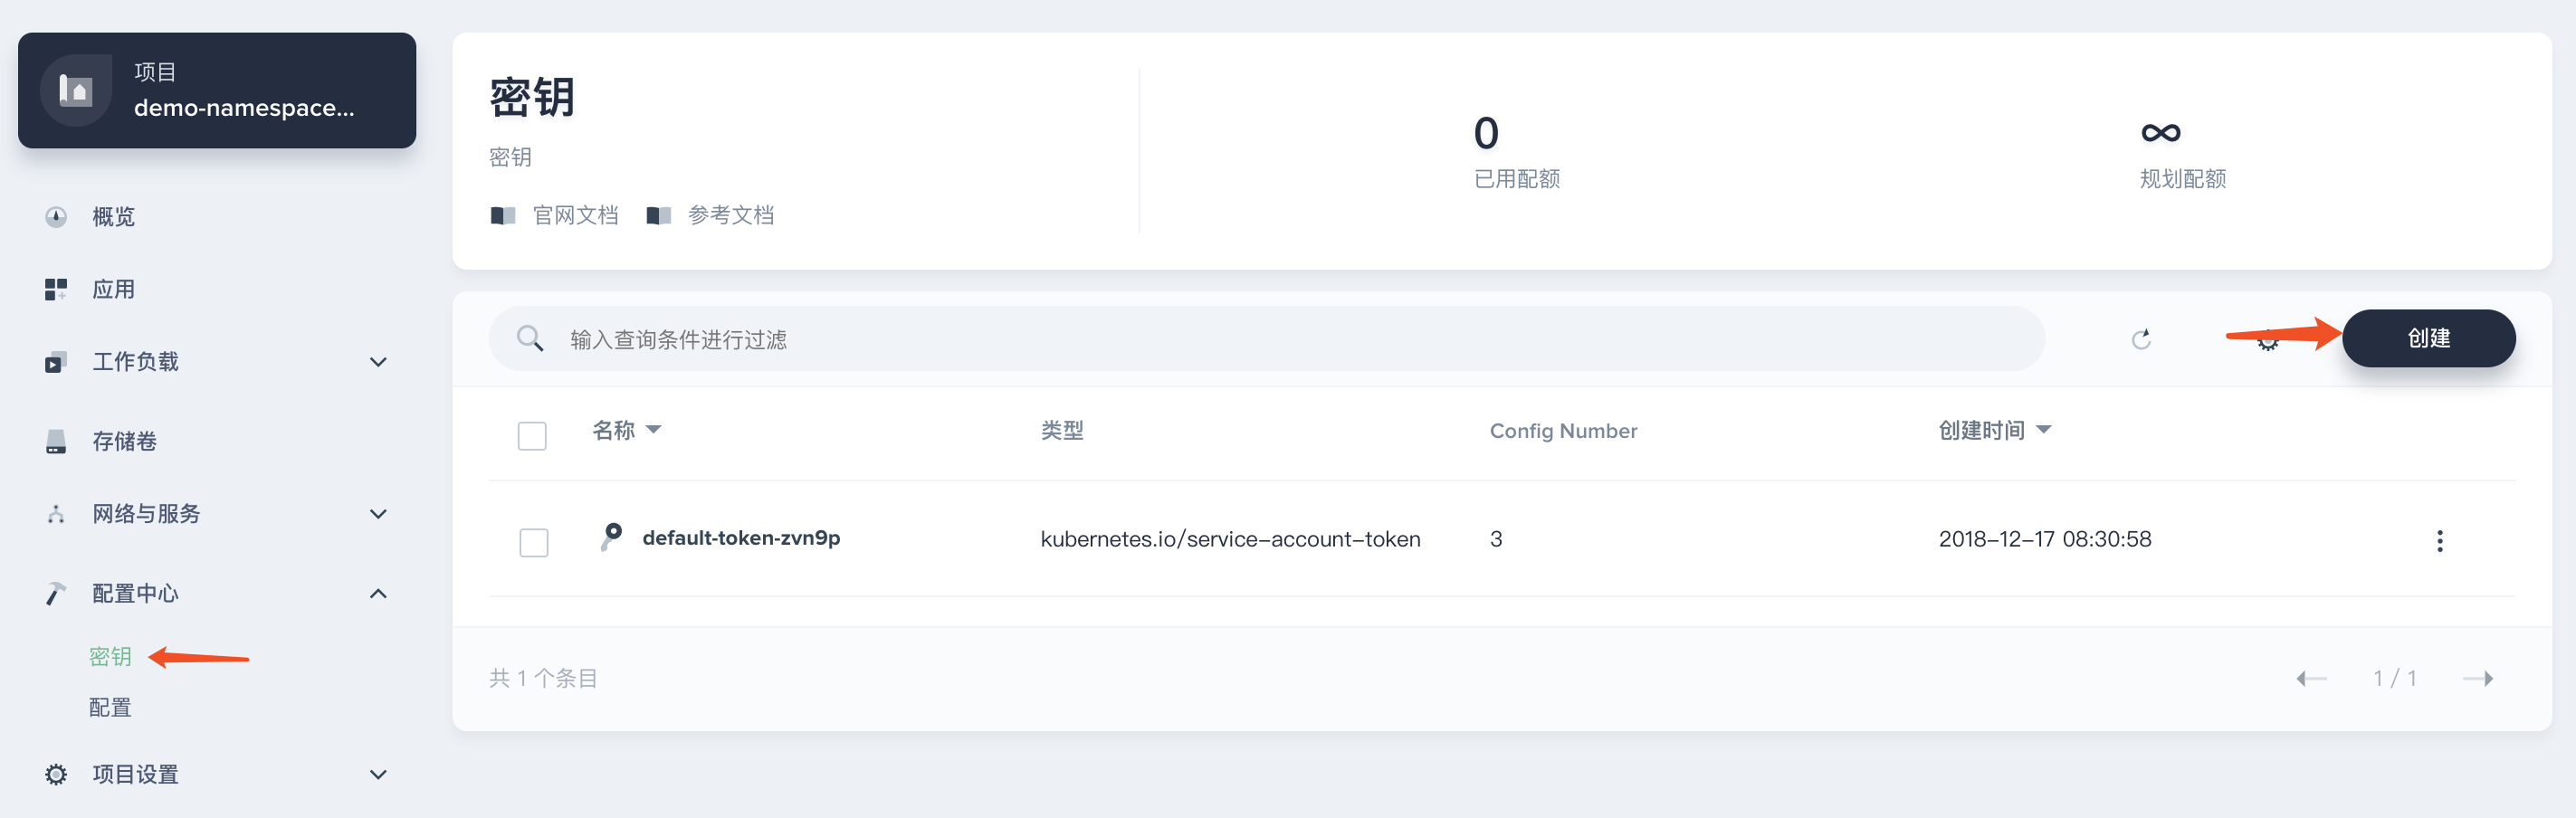 项目
demo-namespace...
概览
应用
工作负载
存储卷
网络与服务
配置中心
密钥
配置
项目设置
密钥
密钥
官网文档 参考文档
0
已用配额
∞
规划配额
输入查询条件进行过滤
创建
名称 类型 Config Number 创建时间
default-token-zvn9p kubernetes.io/service-account-token 3 2018-12-17 08:30:58
共 1 个条目
1 / 1